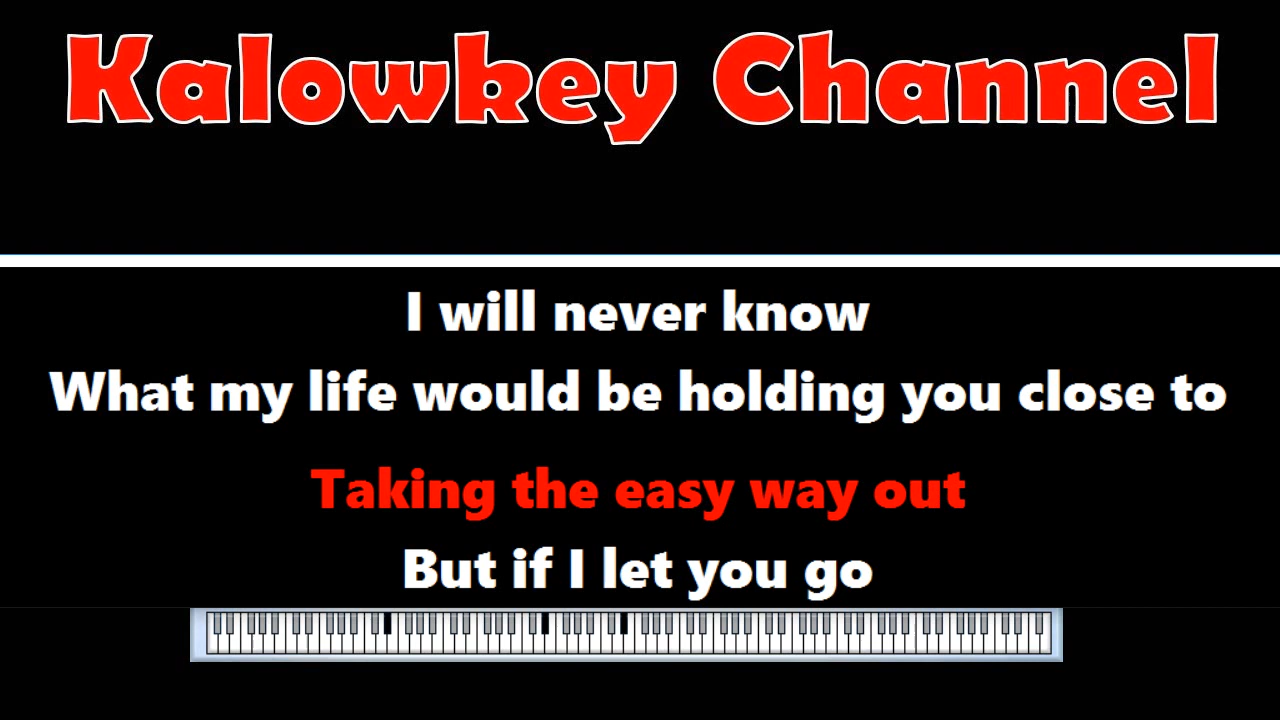 Kalowkey Channel
I will never know
What my life would be holding you close to
Taking the easy way out
But if I let you go